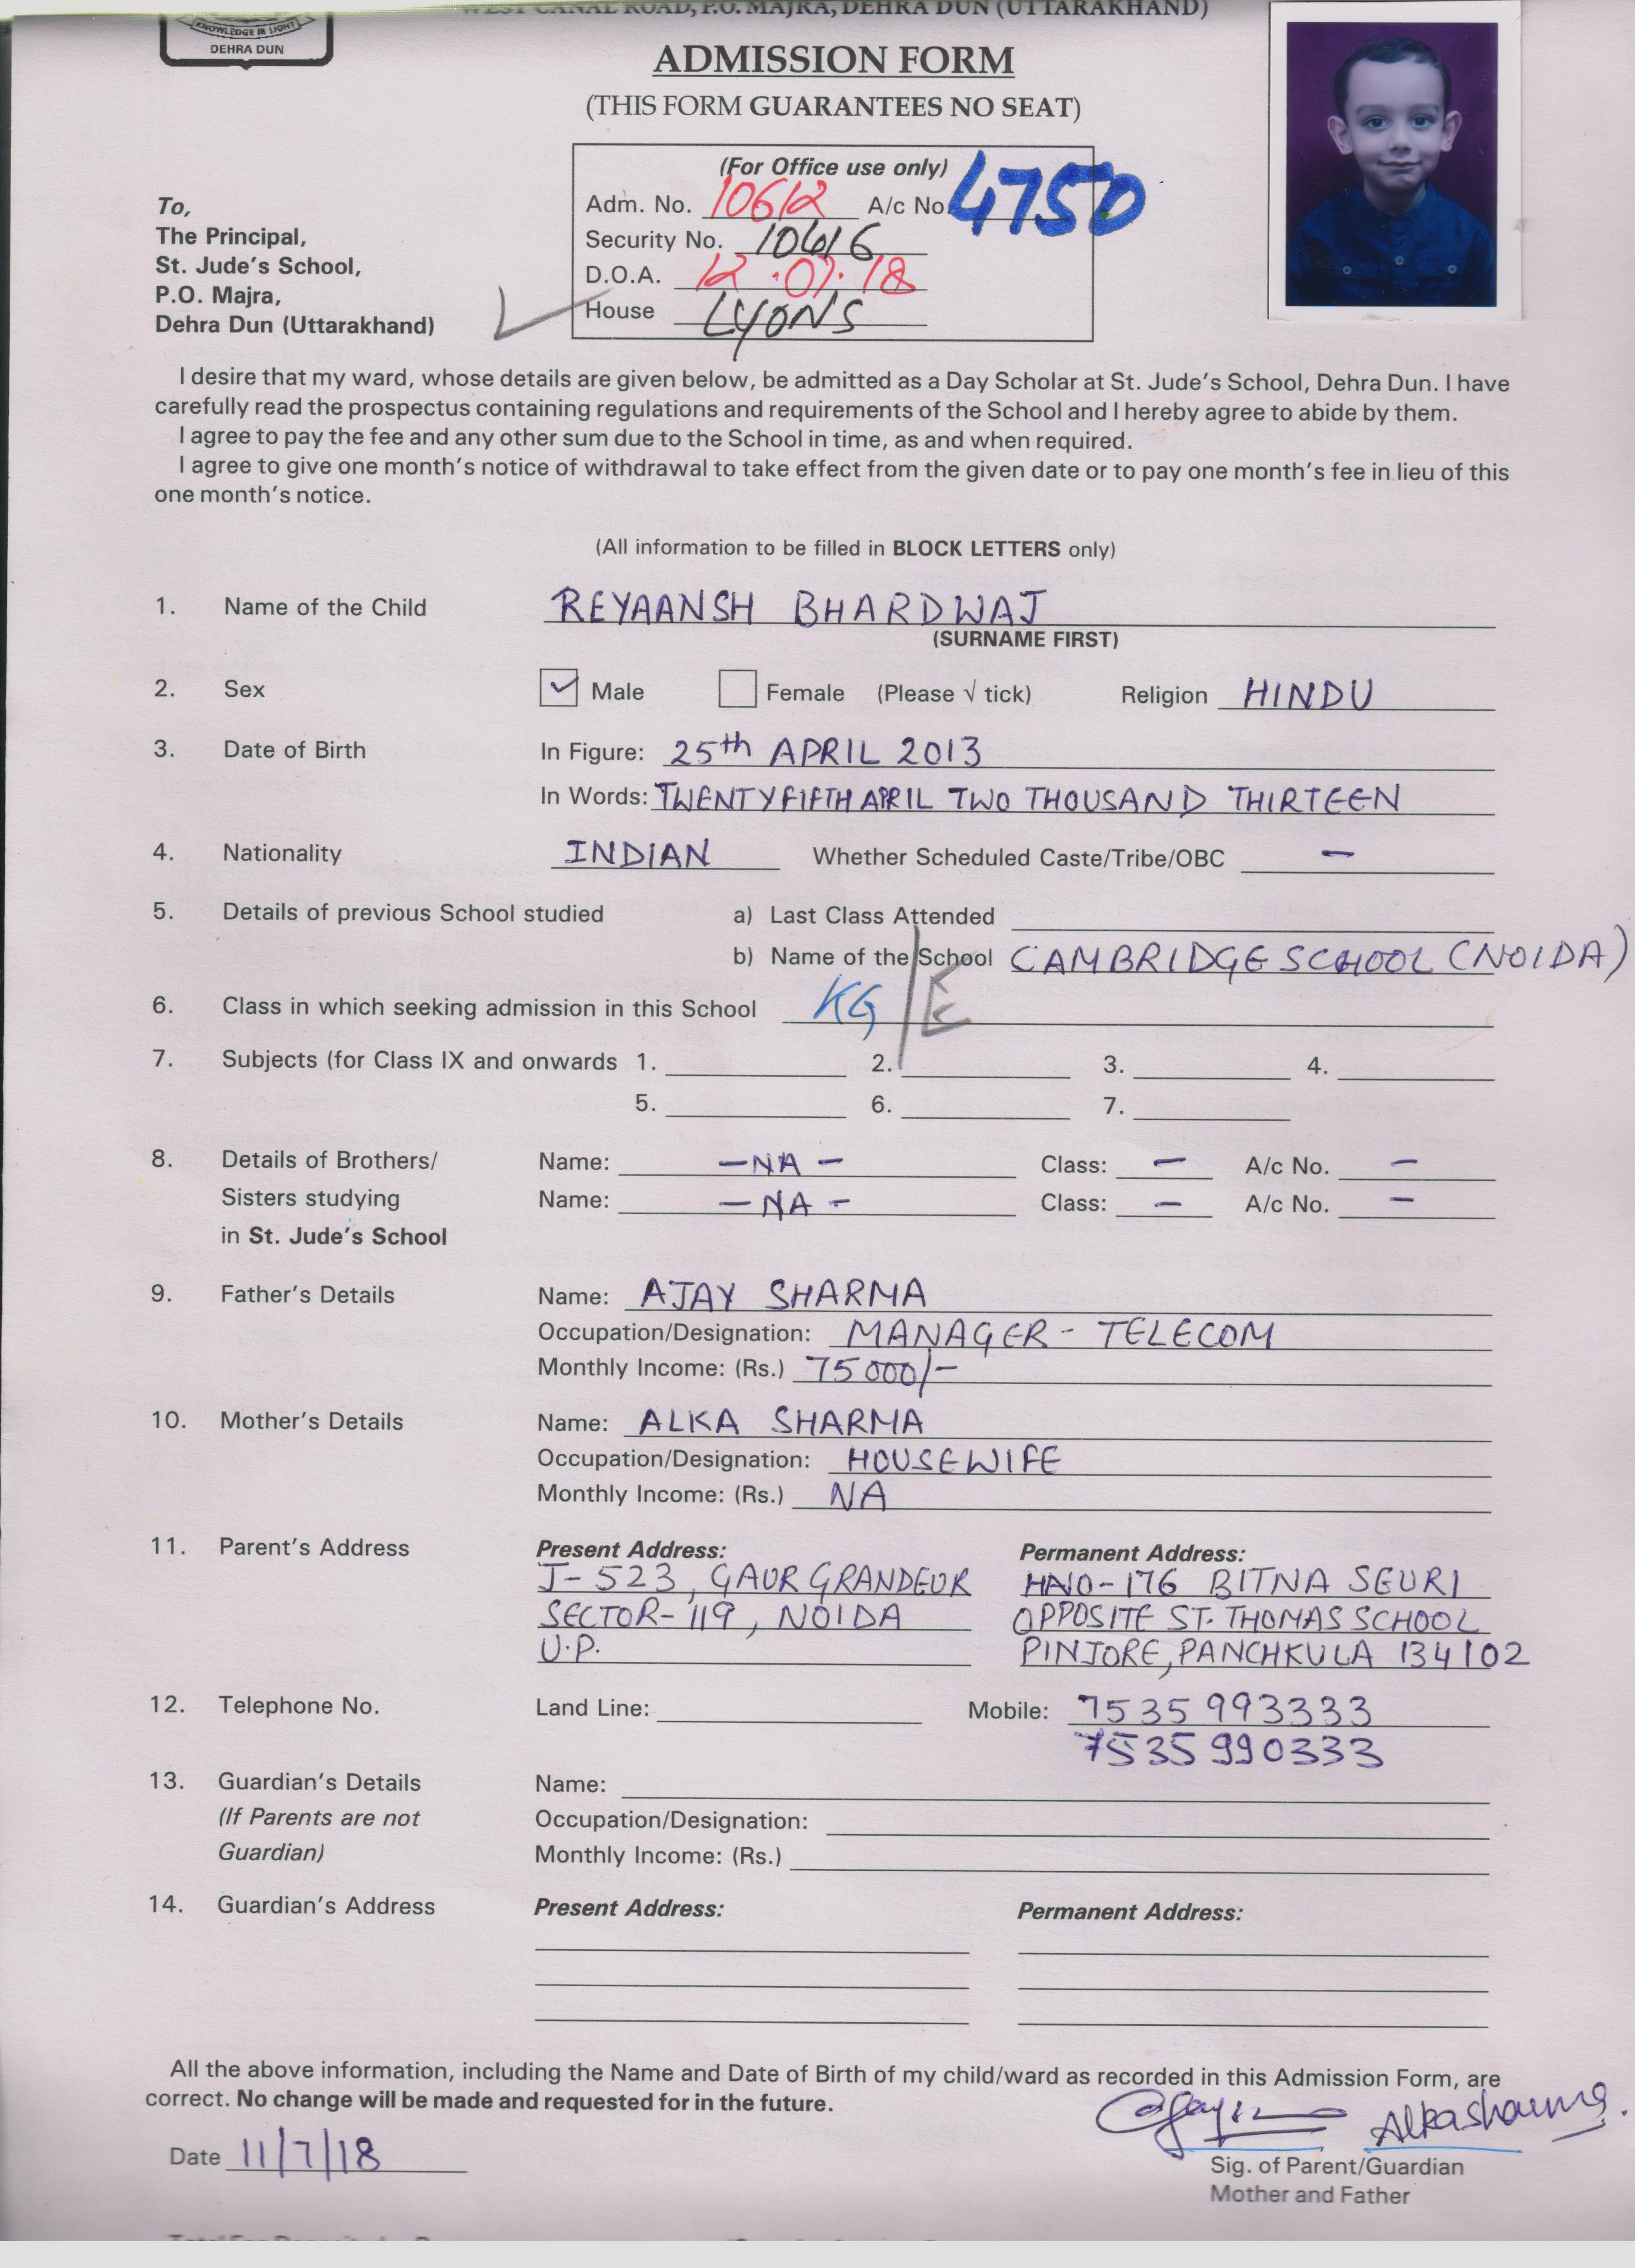 WEST CANAL ROAD, P.O. MAJRA, DEHRA DUN (UTTARAKHAND)
KNOWLEDGE IS LIGHT
DEHRA DUN
ADMISSION FORM
(THIS FORM GUARANTEES NO SEAT)
(For Office use only)
Adm. No. 10612 A/c No. 4750
Security No. 10616
D.O.A. 12.07.18
House LYONS
To,
The Principal,
St. Jude's School,
P.O. Majra,
Dehra Dun (Uttarakhand)
I desire that my ward, whose details are given below, be admitted as a Day Scholar at St. Jude's School, Dehra Dun. I have
carefully read the prospectus containing regulations and requirements of the School and I hereby agree to abide by them.
I agree to pay the fee and any other sum due to the School in time, as and when required.
I agree to give one month's notice of withdrawal to take effect from the given date or to pay one month's fee in lieu of this
one month's notice.
(All information to be filled in BLOCK LETTERS only)
1. Name of the Child REYAANSH BHARDWAJ
(SURNAME FIRST)
2. Sex ✓ Male Female (Please √ tick) Religion HINDU
3. Date of Birth In Figure: 25th APRIL 2013
In Words: TWENTYFIFTH APRIL TWO THOUSAND THIRTEEN
4. Nationality INDIAN Whether Scheduled Caste/Tribe/OBC –
5. Details of previous School studied a) Last Class Attended
b) Name of the School CAMBRIDGE SCHOOL (NOIDA)
6. Class in which seeking admission in this School KG/E
7. Subjects (for Class IX and onwards 1. 2. 3. 4.
5. 6. 7.
8. Details of Brothers/ Name: –NA– Class: – A/c No. –
Sisters studying Name: –NA– Class: – A/c No. –
in St. Jude's School
9. Father's Details Name: AJAY SHARMA
Occupation/Designation: MANAGER - TELECOM
Monthly Income: (Rs.) 75000/-
10. Mother's Details Name: ALKA SHARMA
Occupation/Designation: HOUSEWIFE
Monthly Income: (Rs.) NA
11. Parent's Address Present Address: Permanent Address:
J-523, GAUR GRANDEUR HNO-176 BITNA SEURI
SECTOR-119, NOIDA OPPOSITE ST. THOMAS SCHOOL
U.P. PINJORE, PANCHKULA 134102
12. Telephone No. Land Line: Mobile: 7535993333
7535990333
13. Guardian's Details Name:
(If Parents are not Occupation/Designation:
Guardian) Monthly Income: (Rs.)
14. Guardian's Address Present Address: Permanent Address:
All the above information, including the Name and Date of Birth of my child/ward as recorded in this Admission Form, are
correct. No change will be made and requested for in the future.
Alkasharma.
Date 11/7/18
Sig. of Parent/Guardian
Mother and Father